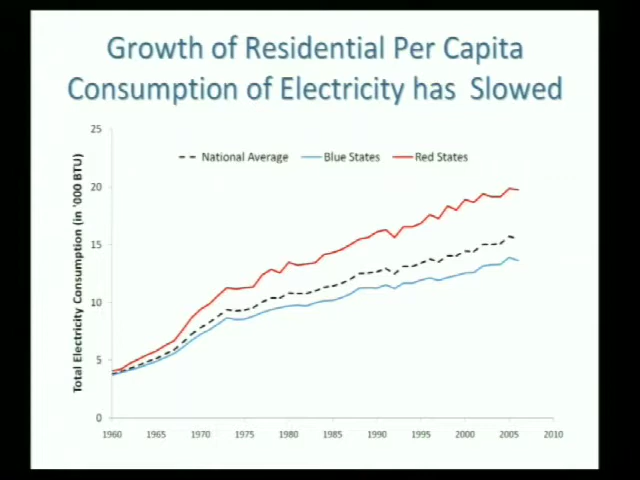 Growth of Residential Per Capita
Consumption of Electricity has Slowed
25
National Average Blue States Red States
20
15
10
5
0
Total Electricity Consumption (in '000 BTU)
1960 1965 1970 1975 1980 1985 1990 1995 2000 2005 2010